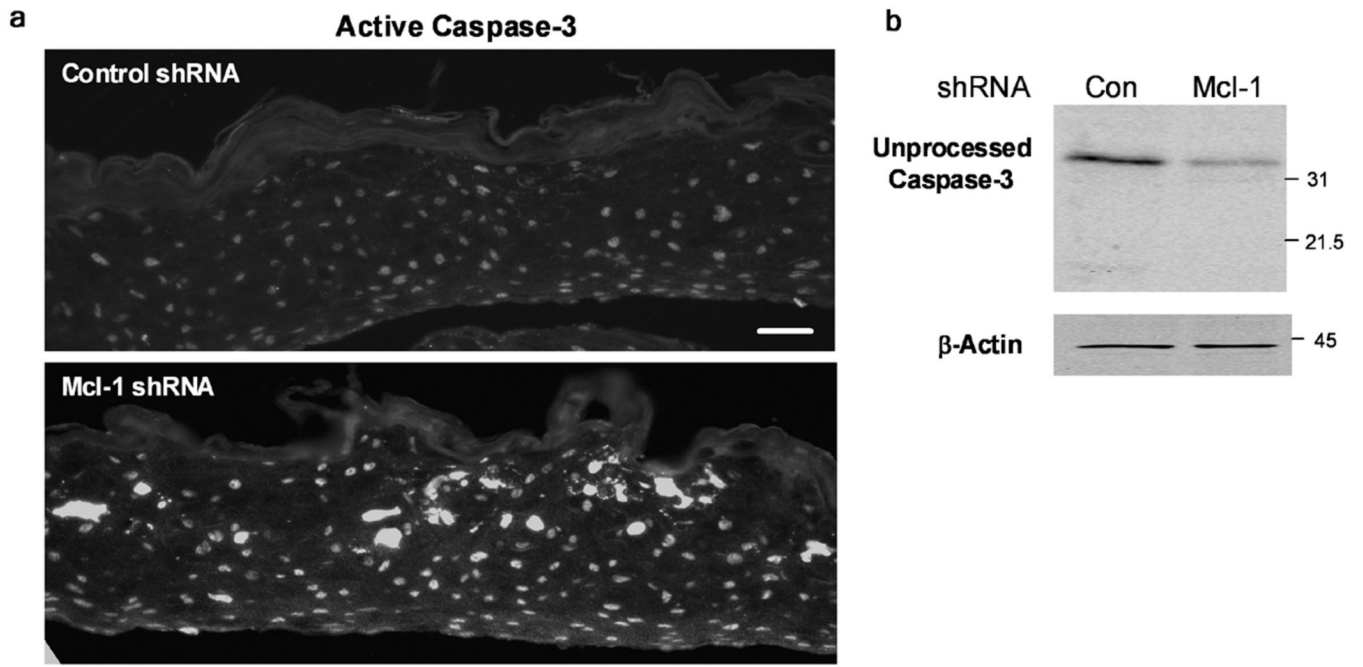 a
Active Caspase-3
Control shRNA
Mcl-1 shRNA
b
shRNA Con Mcl-1
Unprocessed
Caspase-3
31
21.5
β-Actin
45